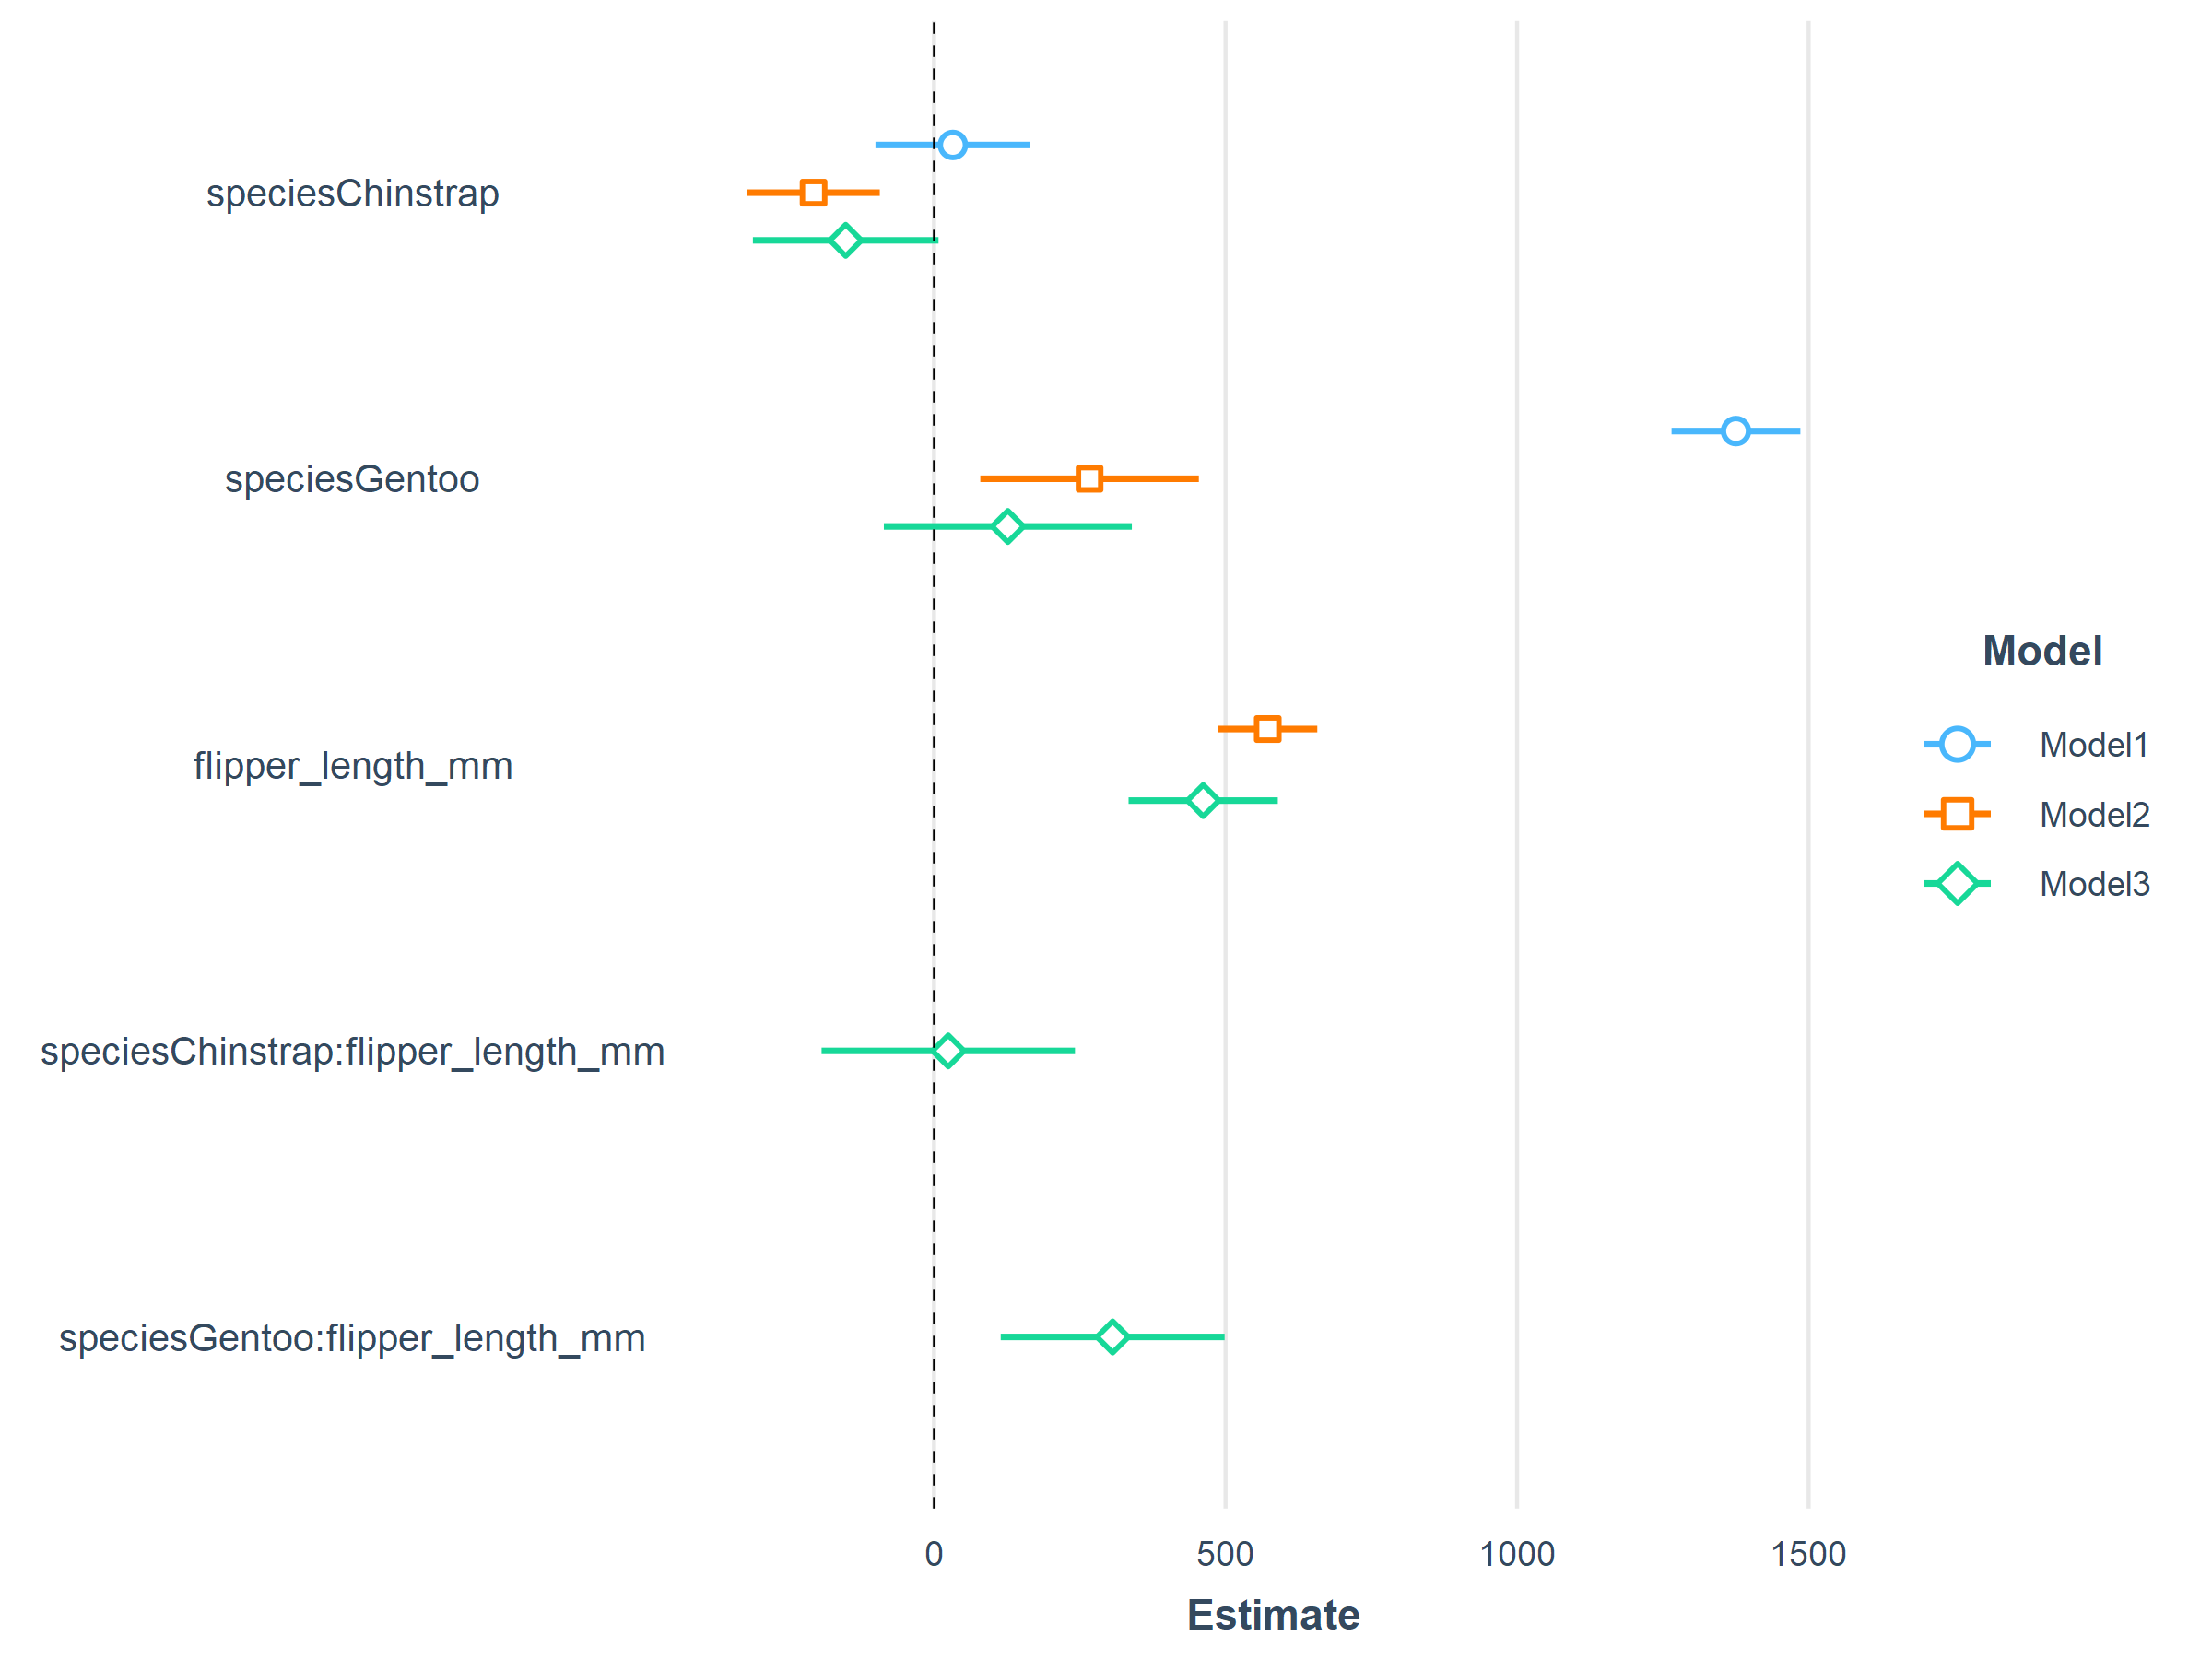 speciesChinstrap
speciesGentoo
flipper_length_mm
speciesChinstrap:flipper_length_mm
speciesGentoo:flipper_length_mm
0 500 1000 1500
Estimate
Model
Model1
Model2
Model3